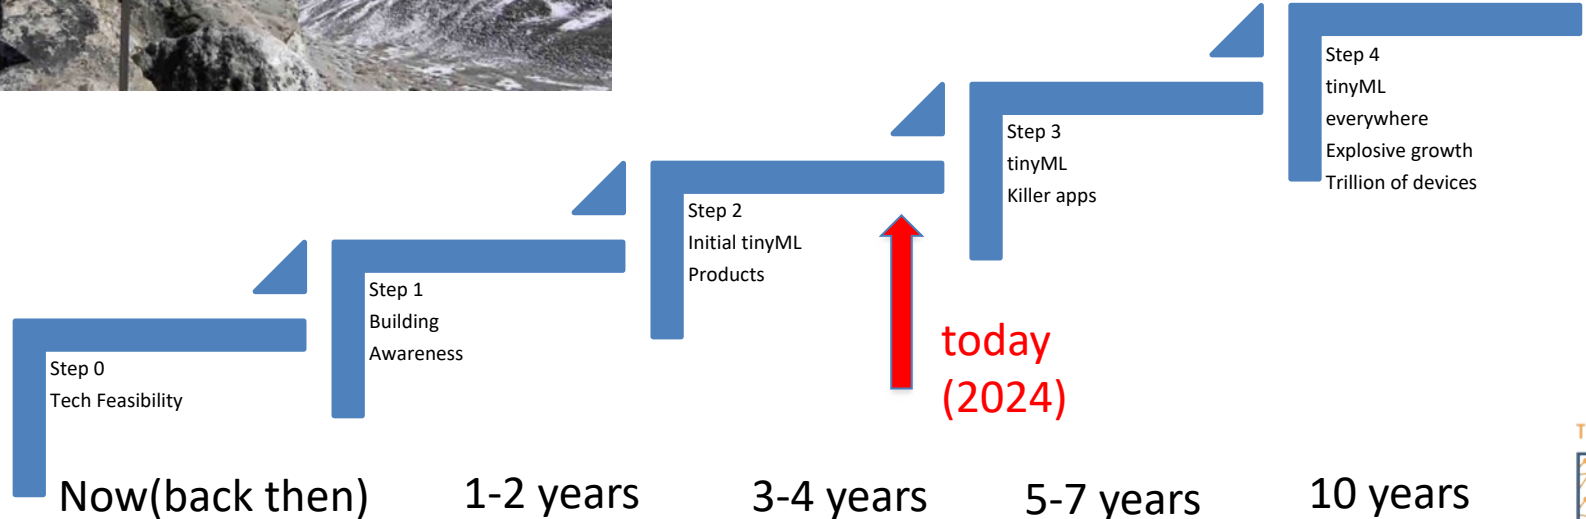 Step 4
tinyML
everywhere
Explosive growth
Trillion of devices
Step 3
tinyML
Killer apps
Step 2
Initial tinyML
Products
Step 1
Building
Awareness
Step 0
Tech Feasibility
today
(2024)
Now(back then)
1-2 years
3-4 years
5-7 years
10 years
T